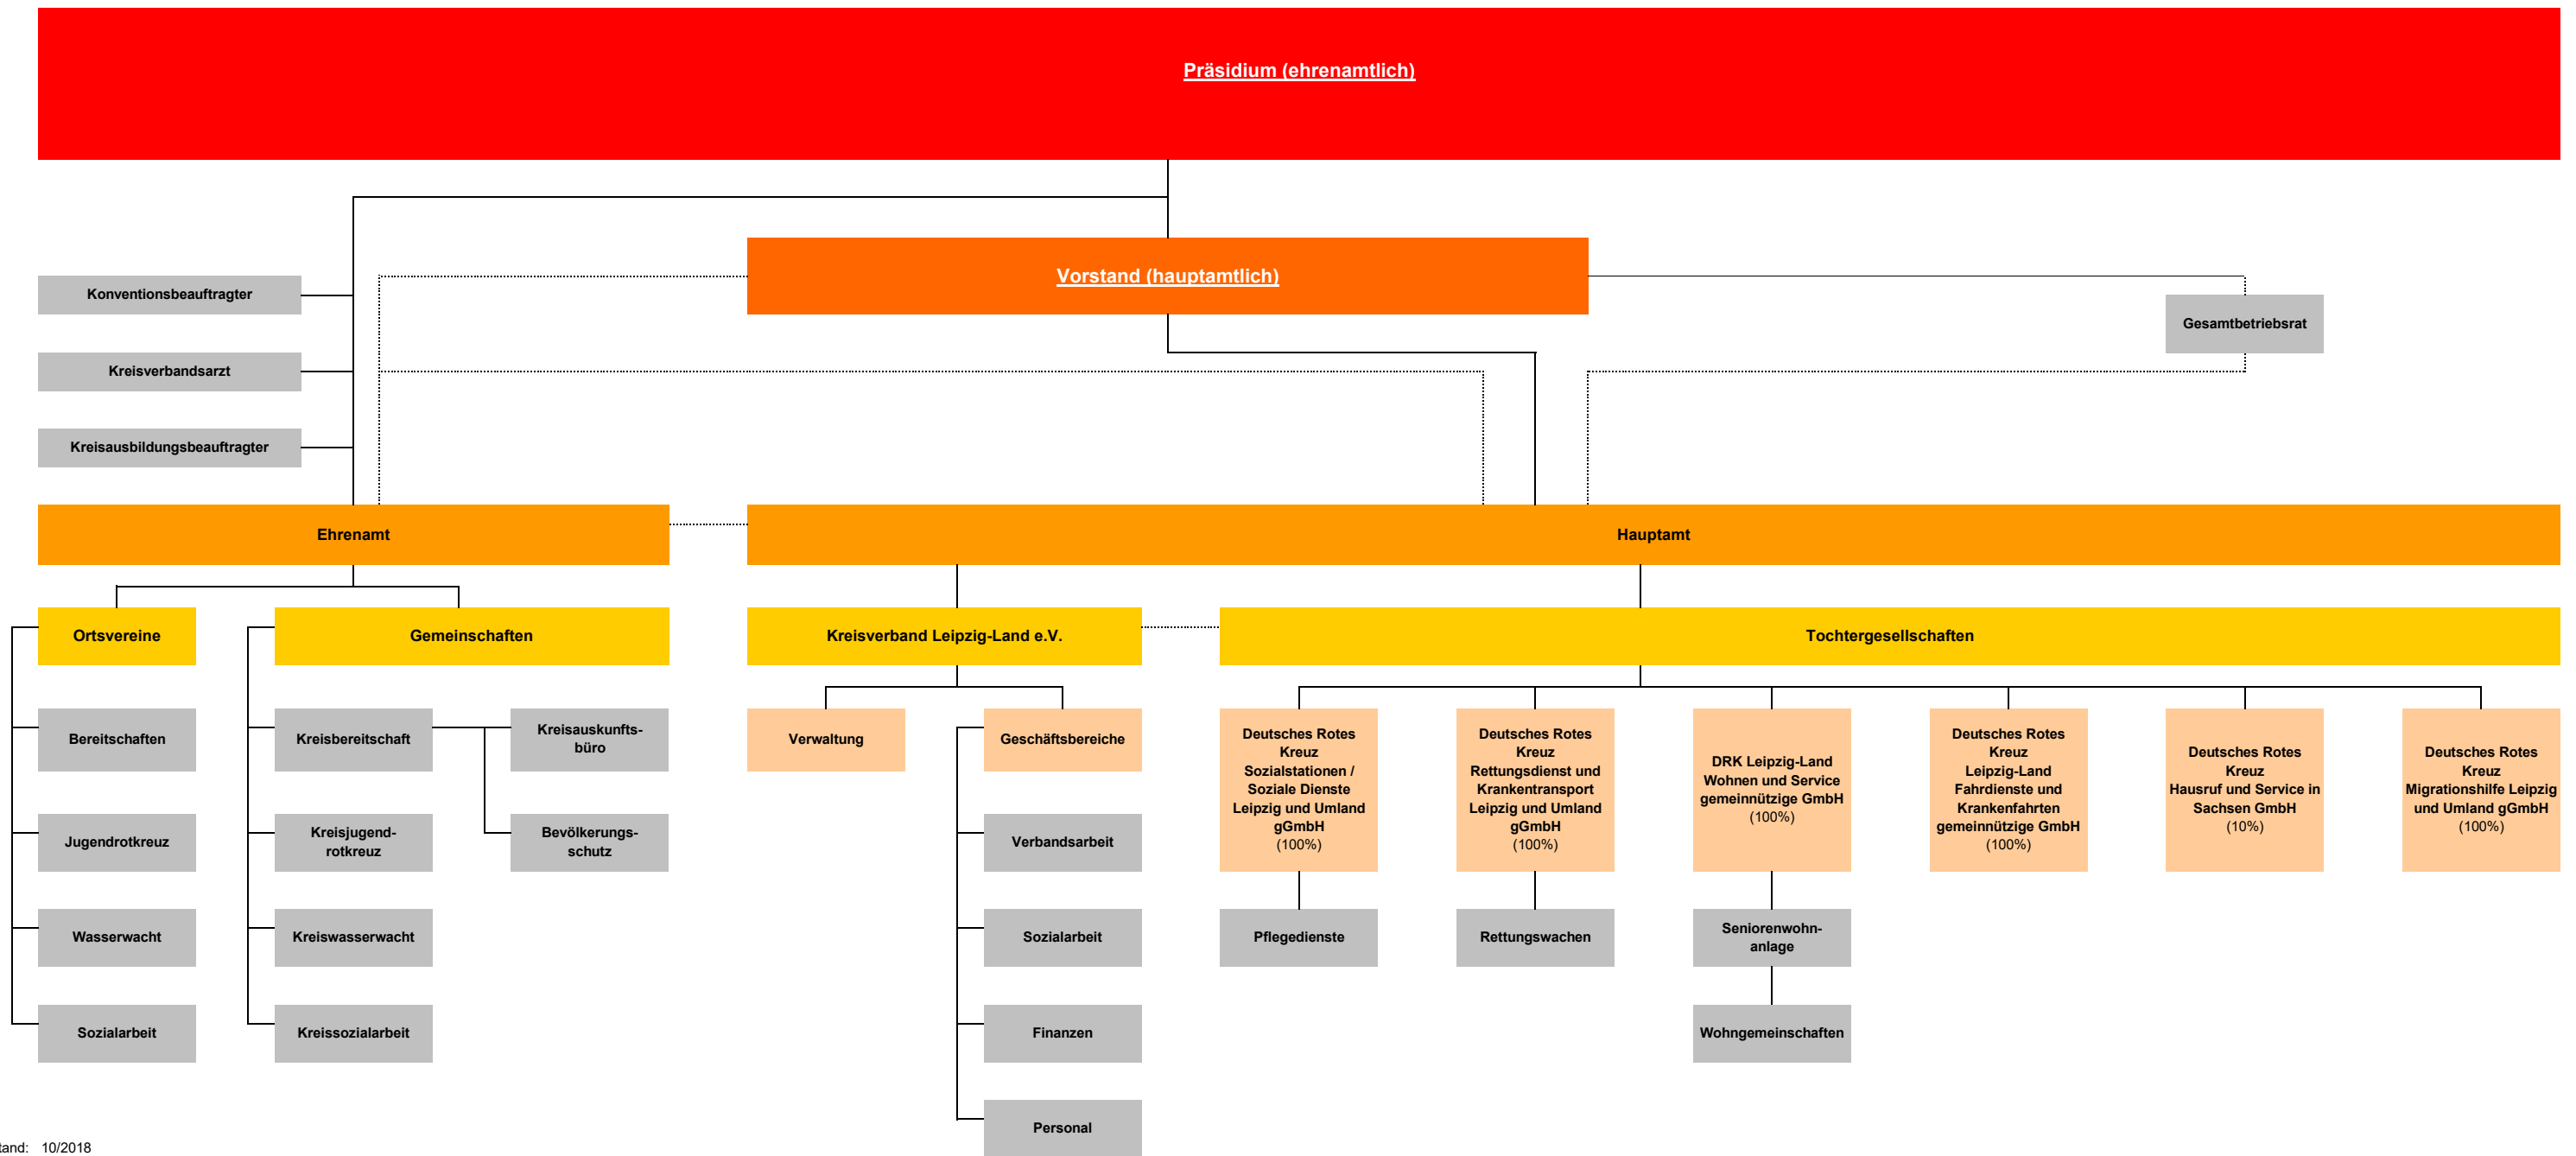 Präsidium (ehrenamtlich)
Vorstand (hauptamtlich)
Konventionsbeauftragter
Gesamtbetriebsrat
Kreisverbandsarzt
Kreisausbildungsbeauftragter
Ehrenamt
Hauptamt
Ortsvereine
Gemeinschaften
Kreisverband Leipzig-Land e.V.
Tochtergesellschaften
Bereitschaften
Kreisbereitschaft
Kreisauskunfts-
büro
Verwaltung
Geschäftsbereiche
Deutsches Rotes
Kreuz
Sozialstationen /
Soziale Dienste
Leipzig und Umland
gGmbH
(100%)
Deutsches Rotes
Kreuz
Rettungsdienst und
Krankentransport
Leipzig und Umland
gGmbH
(100%)
DRK Leipzig-Land
Wohnen und Service
gemeinnützige GmbH
(100%)
Deutsches Rotes
Kreuz
Leipzig-Land
Fahrdienste und
Krankenfahrten
gemeinnützige GmbH
(100%)
Deutsches Rotes
Kreuz
Hausruf und Service in
Sachsen GmbH
(10%)
Deutsches Rotes
Kreuz
Migrationshilfe Leipzig
und Umland gGmbH
(100%)
Jugendrotkreuz
Kreisjugend-
rotkreuz
Bevölkerungs-
schutz
Verbandsarbeit
Wasserwacht
Kreiswasserwacht
Sozialarbeit
Pflegedienste
Rettungswachen
Seniorenwohn-
anlage
Sozialarbeit
Kreissozialarbeit
Finanzen
Wohngemeinschaften
Personal
tand: 10/2018